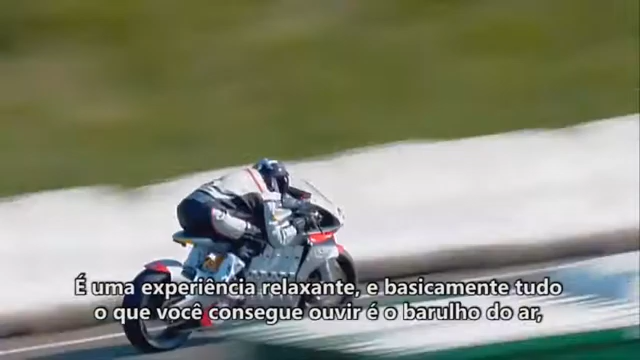 É uma experiência relaxante, e basicamente tudo
o que você consegue ouvir é o barulho do ar,